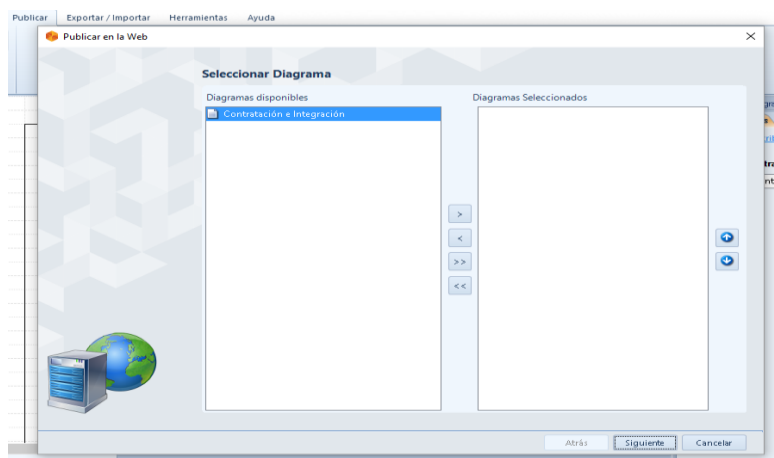 Publicar Exportar / Importar Herramientas Ayuda
Publicar en la Web
Seleccionar Diagrama
Diagramas disponibles Diagramas Seleccionados
Contratación e Integración
>
<
>>
<<
Atrás Siguiente Cancelar